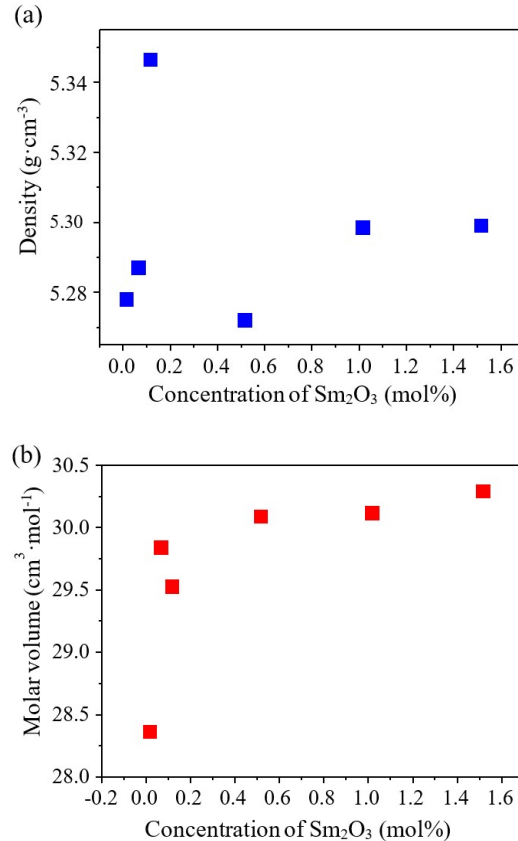 (a)
5.34
5.32
5.30
5.28
Density (g·cm⁻³)
0.0 0.2 0.4 0.6 0.8 1.0 1.2 1.4 1.6
Concentration of Sm₂O₃ (mol%)
(b)
30.5
30.0
29.5
29.0
28.5
28.0
Molar volume (cm³·mol⁻¹)
-0.2 0.0 0.2 0.4 0.6 0.8 1.0 1.2 1.4 1.6
Concentration of Sm₂O₃ (mol%)